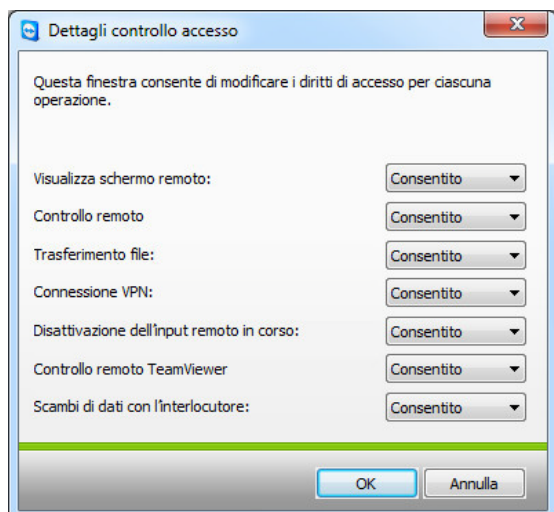 Dettagli controllo accesso
Questa finestra consente di modificare i diritti di accesso per ciascuna
operazione.
Visualizza schermo remoto: Consentito
Controllo remoto Consentito
Trasferimento file: Consentito
Connessione VPN: Consentito
Disattivazione dell'input remoto in corso: Consentito
Controllo remoto TeamViewer Consentito
Scambi di dati con l'interlocutore: Consentito
OK Annulla